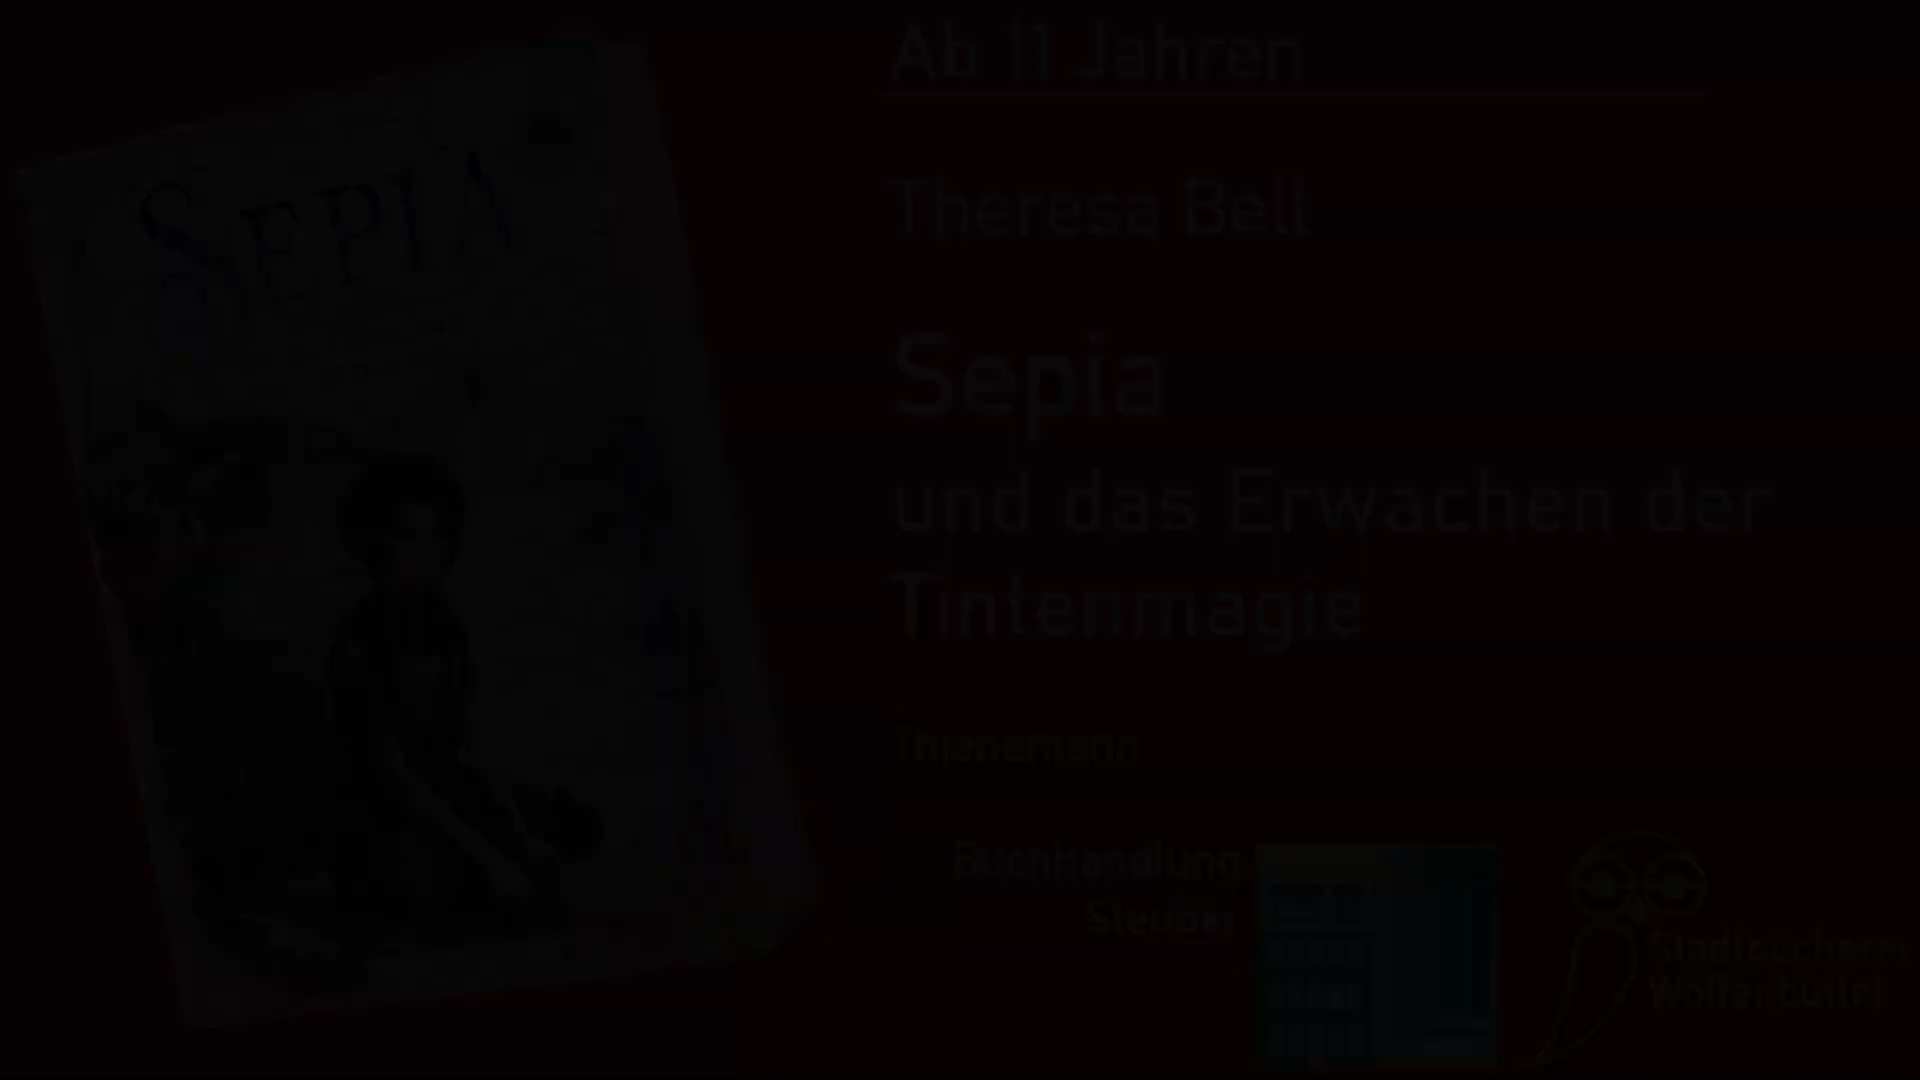 SEPIA
Ab 11 Jahren
Theresa Bell
Sepia
und das Erwachen der
Tintenmagie
Thienemann
Buchhandlung
Steuber
Stadtbücherei
Wolfenbüttel